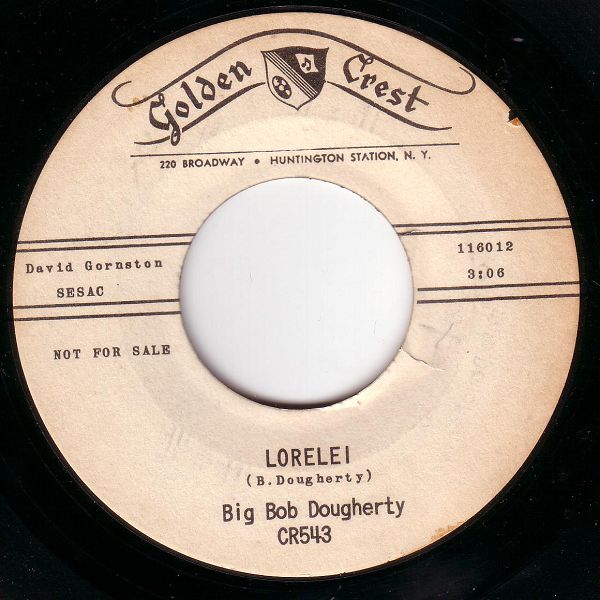 Golden Crest
220 BROADWAY • HUNTINGTON STATION, N. Y.
David Gornston
SESAC
116012
3:06
NOT FOR SALE
LORELEI
(B.Dougherty)
Big Bob Dougherty
CR543